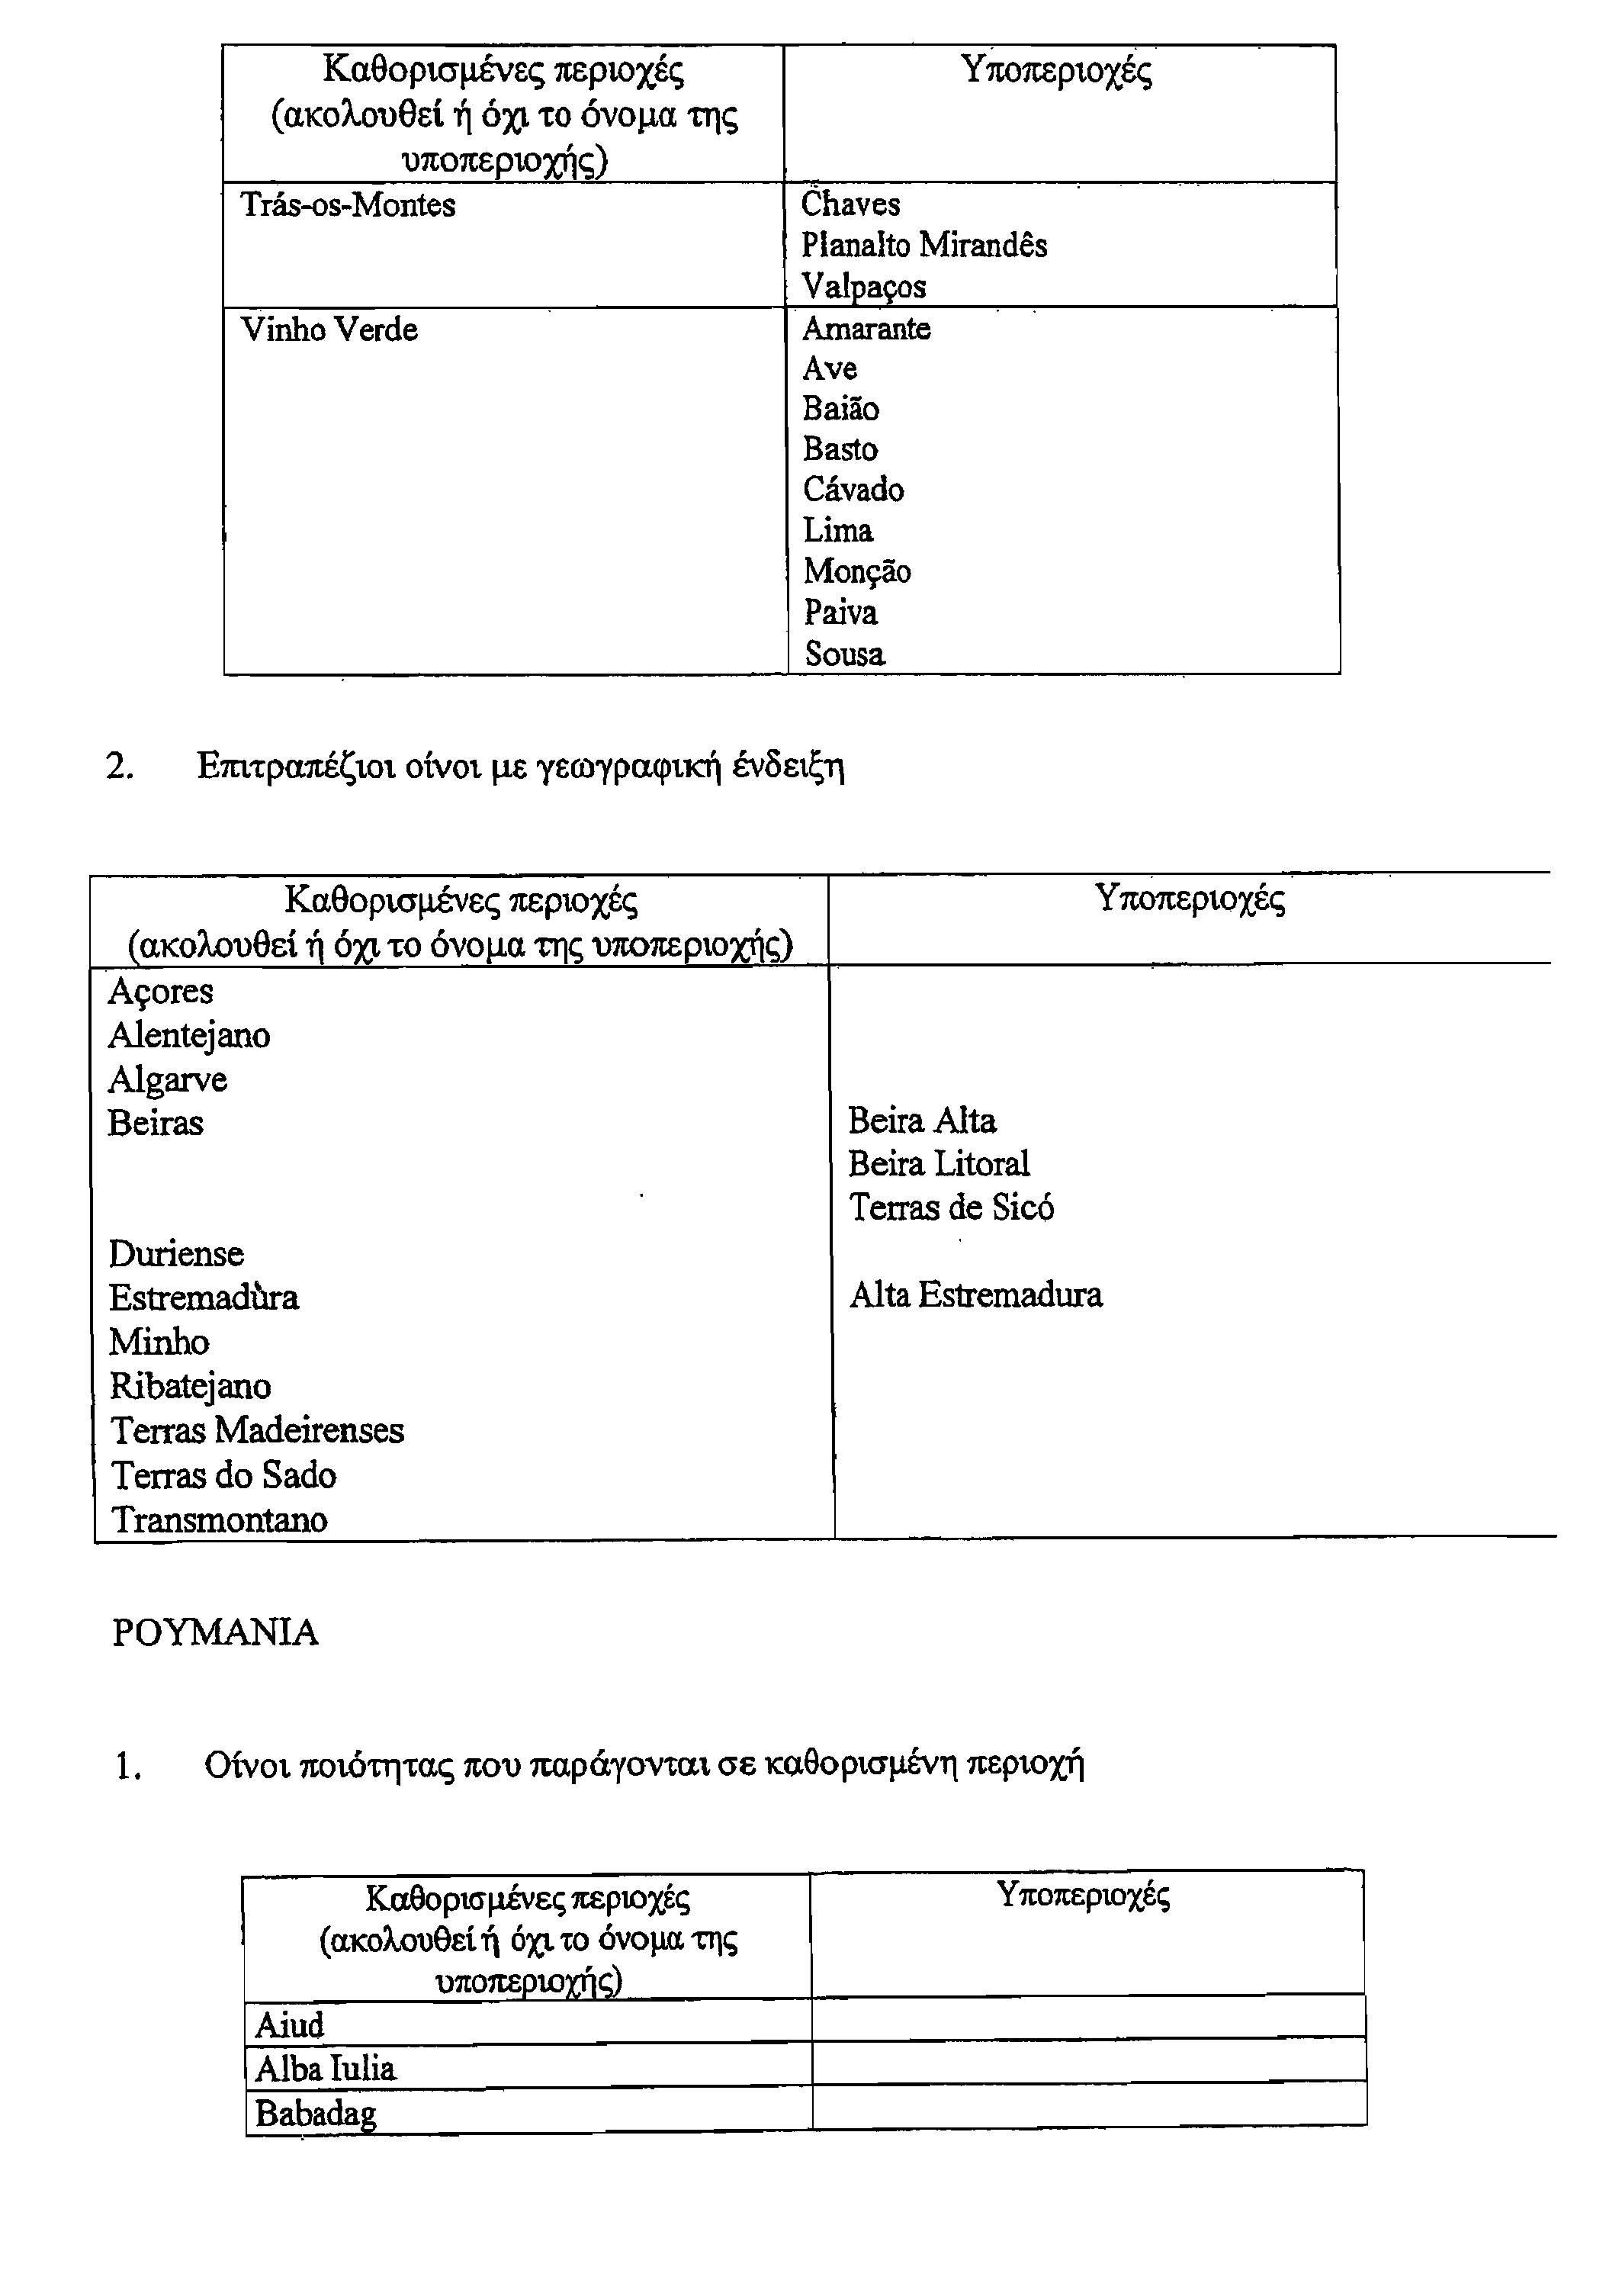 Καθορισμένες περιοχές Υποπεριοχές
(ακολουθεί ή όχι το όνομα της
υποπεριοχής)
Trás-os-Montes Chaves
Planalto Mirandês
Valpaços
Vinho Verde Amarante
Ave
Baião
Basto
Cávado
Lima
Monção
Paiva
Sousa
2. Επιτραπέζιοι οίνοι με γεωγραφική ένδειξη
Καθορισμένες περιοχές Υποπεριοχές
(ακολουθεί ή όχι το όνομα της υποπεριοχής)
Açores
Alentejano
Algarve
Beiras Beira Alta
Beira Litoral
Terras de Sicó
Duriense
Estremadura Alta Estremadura
Minho
Ribatejano
Terras Madeirenses
Terras do Sado
Transmontano
ΡΟΥΜΑΝΙΑ
1. Οίνοι ποιότητας που παράγονται σε καθορισμένη περιοχή
Καθορισμένες περιοχές Υποπεριοχές
(ακολουθεί ή όχι το όνομα της
υποπεριοχής)
Aiud
Alba Iulia
Babadag